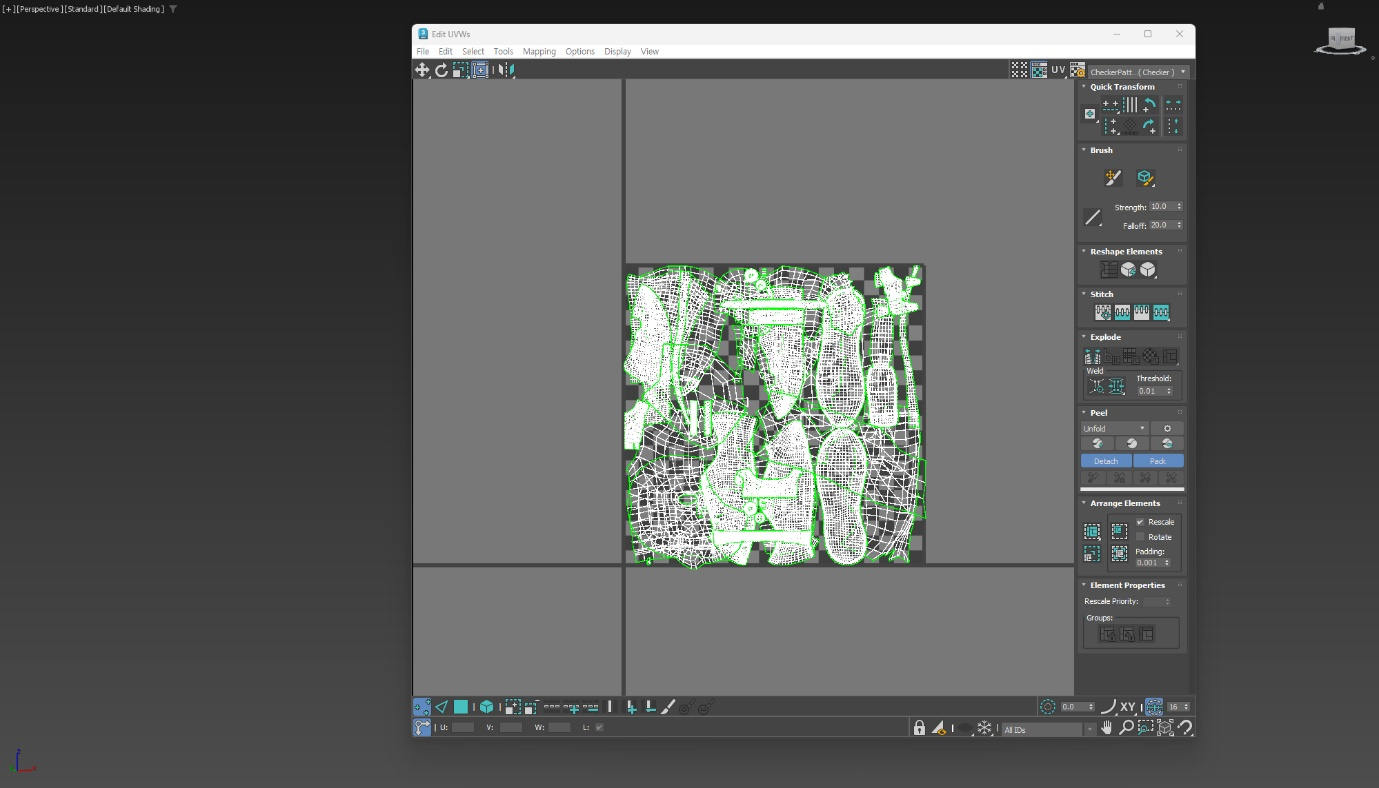 [+][Perspective][Standard][Default Shading]
Edit UVWs
File Edit Select Tools Mapping Options Display View
UV CheckerPatt... ( Checker )
Quick Transform
Brush
Strength: 10.0
Falloff: 20.0
Reshape Elements
Stitch
Explode
Weld
Threshold:
0.01
Peel
Unfold
Detach Pack
Arrange Elements
Rescale
Rotate
Padding:
0.001
Element Properties
Rescale Priority:
Groups:
0.0 XY 16
U: V: W: L: All IDs